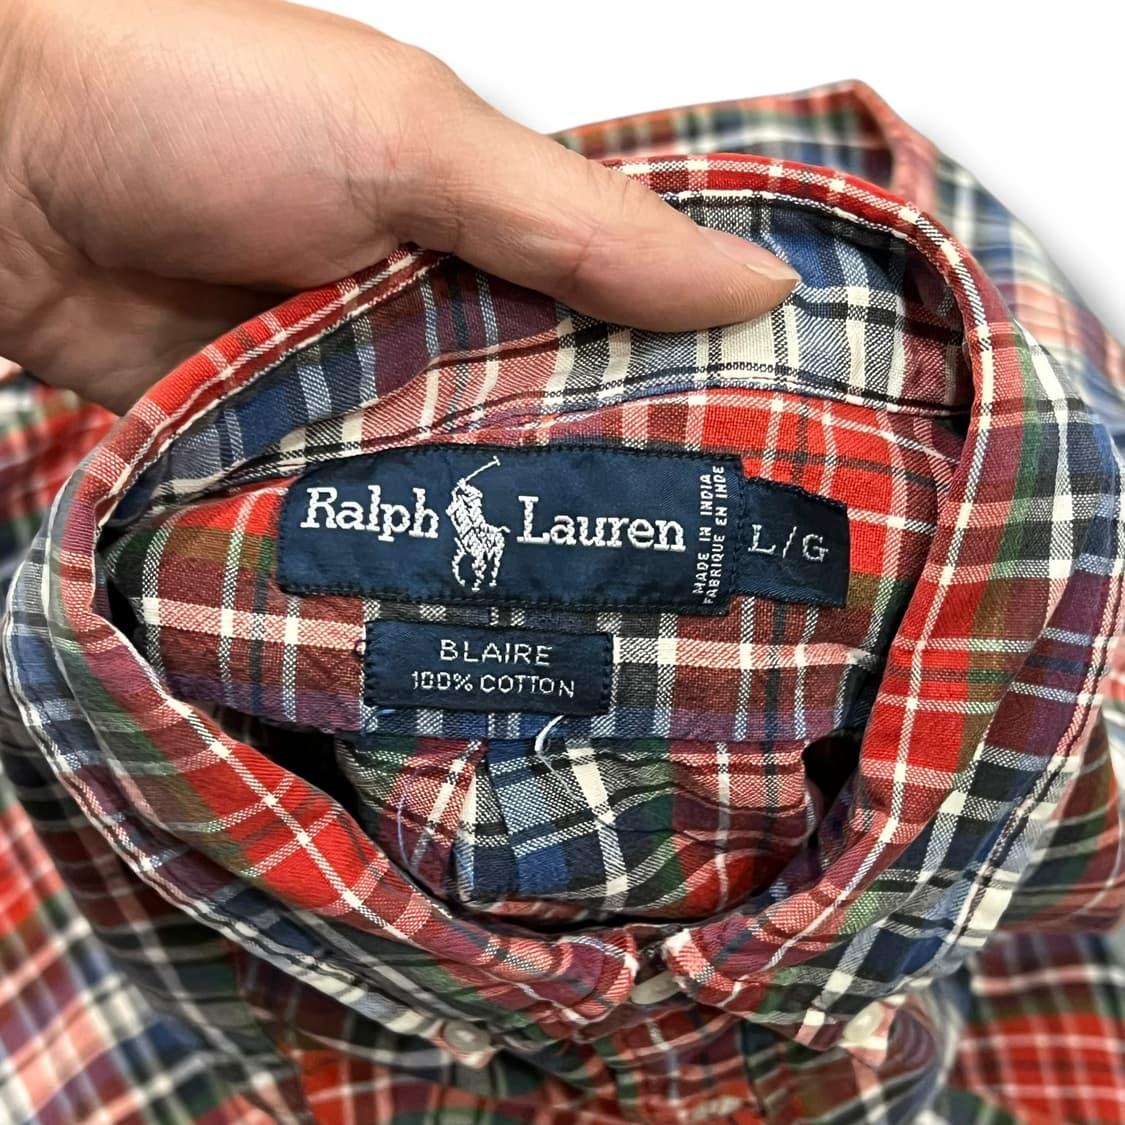 Ralph Lauren
MADE IN INDIA
FABRIQUE EN INDE
L/G
BLAIRE
100% COTTON